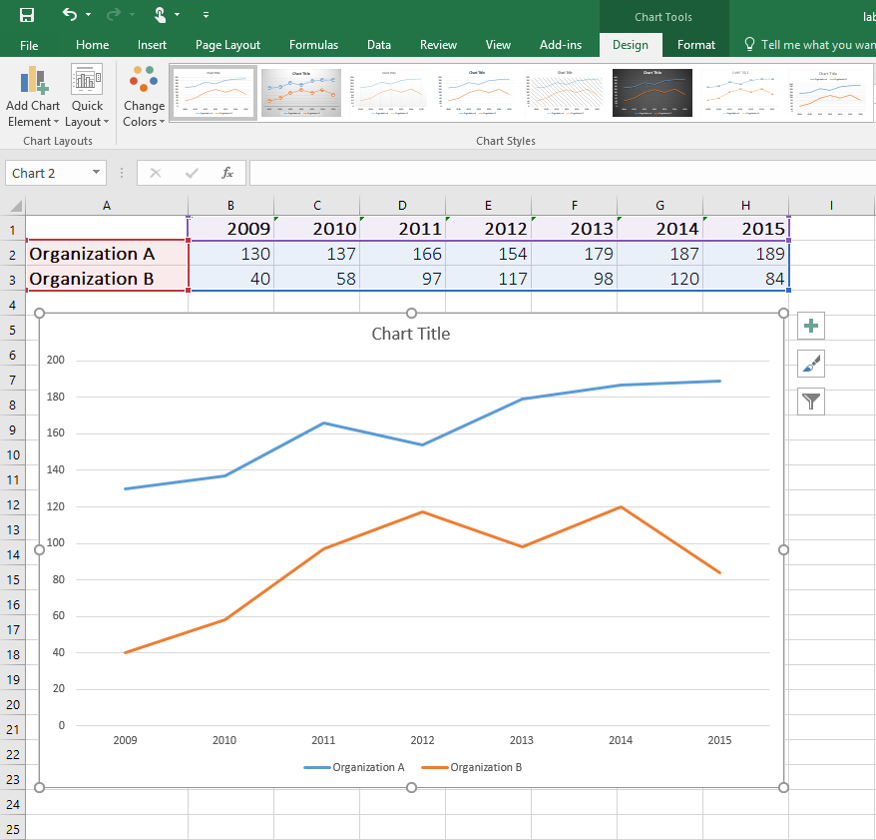 Chart Tools
lab
File Home Insert Page Layout Formulas Data Review View Add-ins Design Format Tell me what you wan
Add Chart Element
Quick Layout
Change Colors
Chart Layouts
Chart Styles
Chart 2
fx
A B C D E F G H I
1 2009 2010 2011 2012 2013 2014 2015
2 Organization A 130 137 166 154 179 187 189
3 Organization B 40 58 97 117 98 120 84
4
5
6
7
8
9
10
11
12
13
14
15
16
17
18
19
20
21
22
23
24
25
Chart Title
200
180
160
140
120
100
80
60
40
20
0
2009 2010 2011 2012 2013 2014 2015
Organization A Organization B